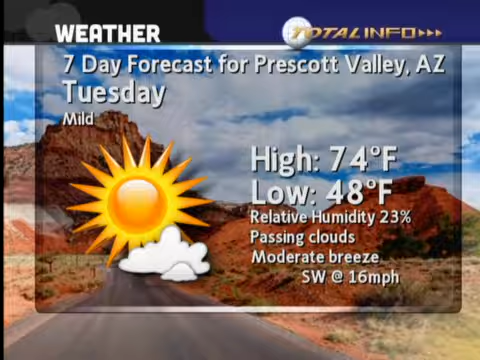 WEATHER
TOTALINFO
7 Day Forecast for Prescott Valley, AZ
Tuesday
Mild
High: 74°F
Low: 48°F
Relative Humidity 23%
Passing clouds
Moderate breeze
SW @ 16mph